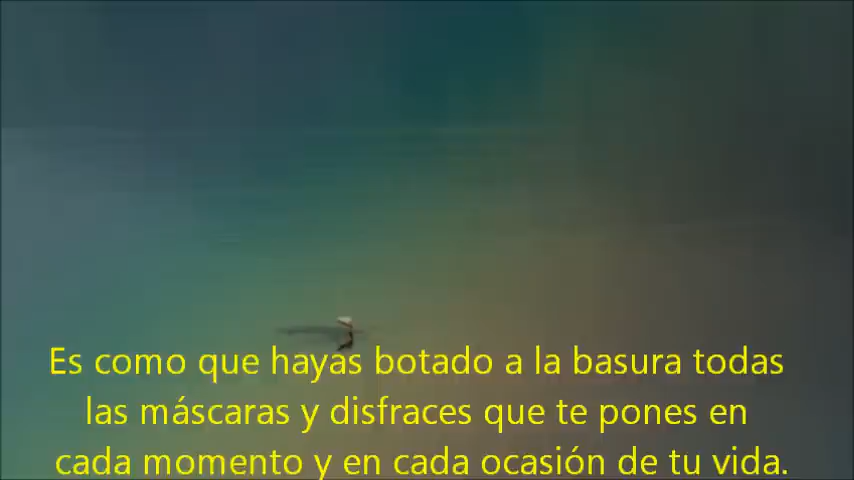 Es como que hayas botado a la basura todas
las máscaras y disfraces que te pones en
cada momento y en cada ocasión de tu vida.